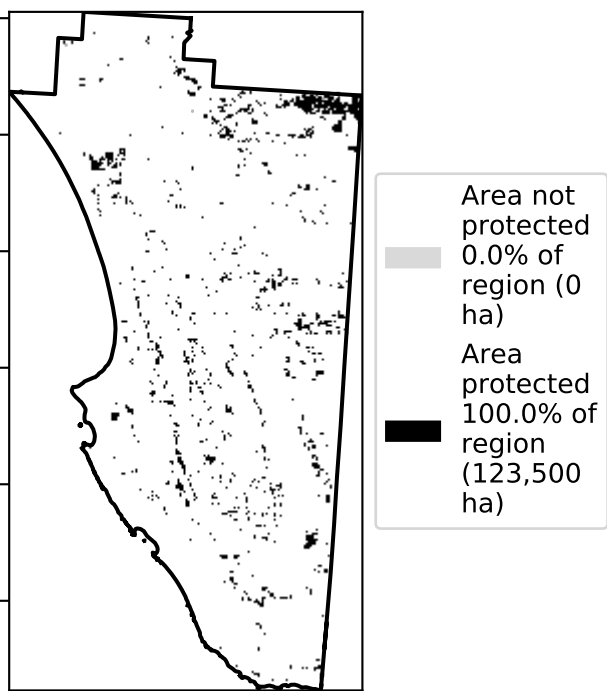 Area not
protected
0.0% of
region (0
ha)
Area
protected
100.0% of
region
(123,500
ha)